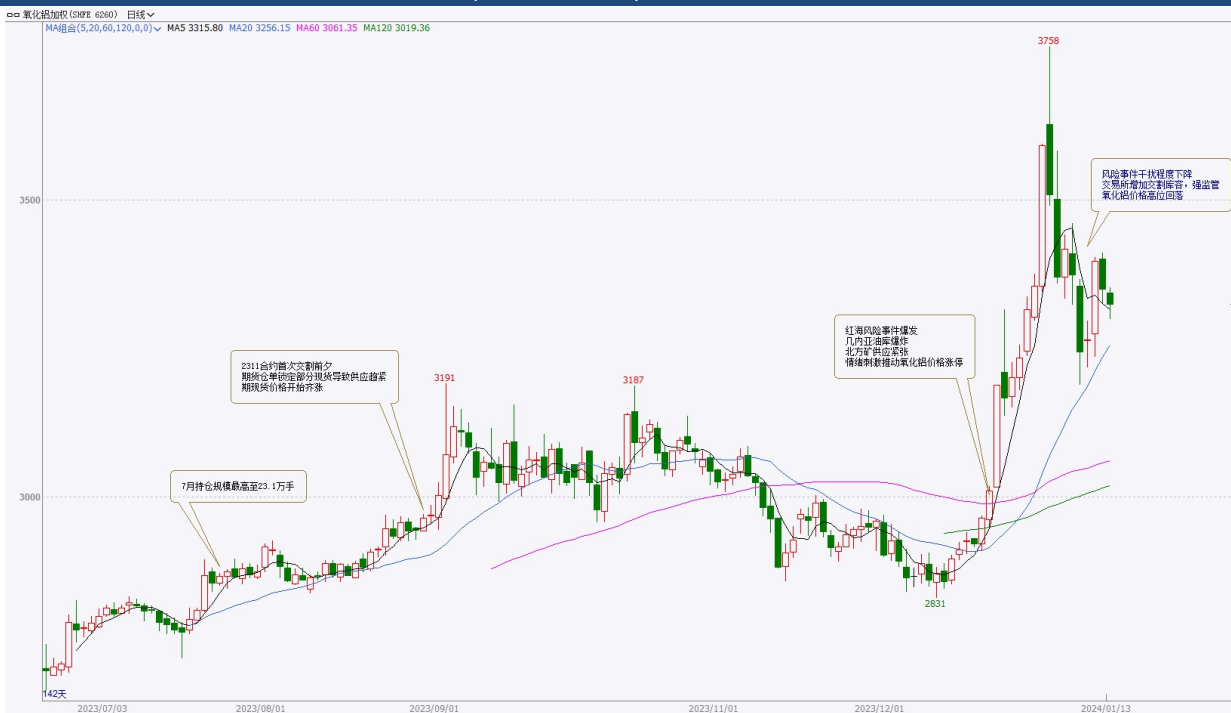 氧化铝加权(SHFE 6260) 日线
MA组合(5,20,60,120,0,0) MA5 3315.80 MA20 3256.15 MA60 3061.35 MA120 3019.36
3758
风险事件干扰程度下降
交易所增加交割库容，强监管
氧化铝价格高位回落
3500
红海风险事件爆发
几内亚油库爆炸
北方矿供应紧张
情绪刺激推动氧化铝价格涨停
2311合约首次交割前夕
期货仓单锁定部分现货导致供应趋紧
期现货价格开始齐涨
3191
3187
7月持仓规模最高至23.1万手
3000
2831
142天
2023/07/03
2023/08/01
2023/09/01
2023/11/01
2023/12/01
2024/01/13